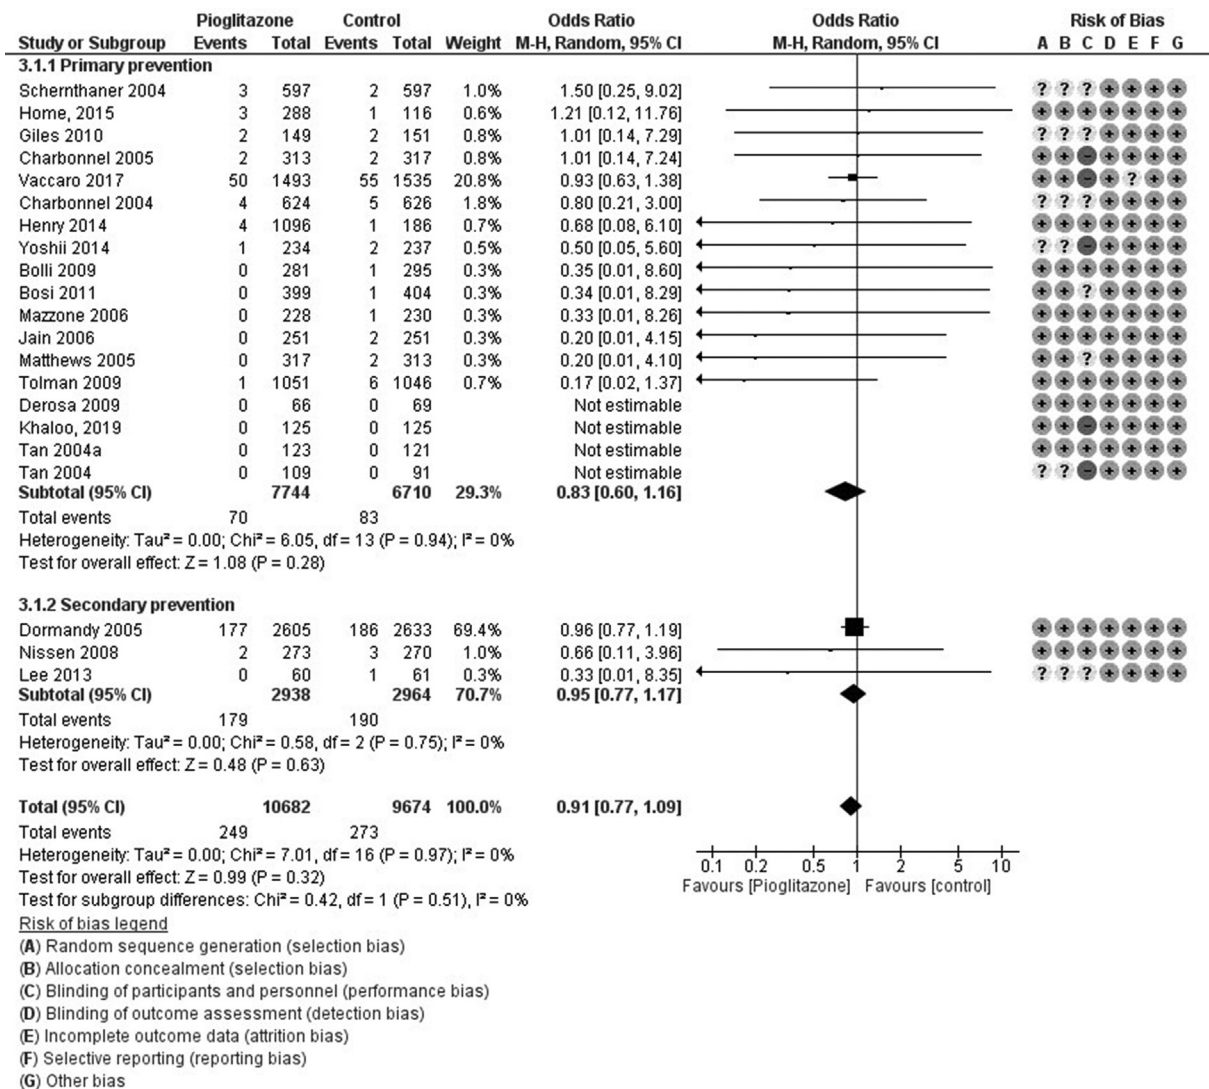 Pioglitazone Control Odds Ratio Odds Ratio Risk of Bias
Study or Subgroup Events Total Events Total Weight M-H, Random, 95% CI M-H, Random, 95% CI A B C D E F G
3.1.1 Primary prevention
Schernthaner 2004 3 597 2 597 1.0% 1.50 [0.25, 9.02] ? ? ? + + + +
Home, 2015 3 288 1 116 0.6% 1.21 [0.12, 11.76] + + + + + + +
Giles 2010 2 149 2 151 0.8% 1.01 [0.14, 7.29] ? ? ? + + + +
Charbonnel 2005 2 313 2 317 0.8% 1.01 [0.14, 7.24] + + - + + + +
Vaccaro 2017 50 1493 55 1535 20.8% 0.93 [0.63, 1.38] + + - + ? + +
Charbonnel 2004 4 624 5 626 1.8% 0.80 [0.21, 3.00] ? ? ? + + + +
Henry 2014 4 1096 1 186 0.7% 0.68 [0.08, 6.10] + + + + + + +
Yoshii 2014 1 234 2 237 0.5% 0.50 [0.05, 5.60] ? ? - + + + +
Bolli 2009 0 281 1 295 0.3% 0.35 [0.01, 8.60] + + + + + + +
Bosi 2011 0 399 1 404 0.3% 0.34 [0.01, 8.29] + + ? + + + +
Mazzone 2006 0 228 1 230 0.3% 0.33 [0.01, 8.26] + + + + + + +
Jain 2006 0 251 2 251 0.3% 0.20 [0.01, 4.15] + + + + + + +
Matthews 2005 0 317 2 313 0.3% 0.20 [0.01, 4.10] + + ? + + + +
Tolman 2009 1 1051 6 1046 0.7% 0.17 [0.02, 1.37] + + + + + + +
Derosa 2009 0 66 0 69 Not estimable + + + + + + +
Khaloo, 2019 0 125 0 125 Not estimable + + - + + + +
Tan 2004a 0 123 0 121 Not estimable + + + + + + +
Tan 2004 0 109 0 91 Not estimable ? ? - + + + +
Subtotal (95% CI) 7744 6710 29.3% 0.83 [0.60, 1.16]
Total events 70 83
Heterogeneity: Tau² = 0.00; Chi² = 6.05, df = 13 (P = 0.94); I² = 0%
Test for overall effect: Z = 1.08 (P = 0.28)
3.1.2 Secondary prevention
Dormandy 2005 177 2605 186 2633 69.4% 0.96 [0.77, 1.19] + + + + + + +
Nissen 2008 2 273 3 270 1.0% 0.66 [0.11, 3.96] + + + + + + +
Lee 2013 0 60 1 61 0.3% 0.33 [0.01, 8.35] ? ? ? + + + +
Subtotal (95% CI) 2938 2964 70.7% 0.95 [0.77, 1.17]
Total events 179 190
Heterogeneity: Tau² = 0.00; Chi² = 0.58, df = 2 (P = 0.75); I² = 0%
Test for overall effect: Z = 0.48 (P = 0.63)
Total (95% CI) 10682 9674 100.0% 0.91 [0.77, 1.09]
Total events 249 273
Heterogeneity: Tau² = 0.00; Chi² = 7.01, df = 16 (P = 0.97); I² = 0%
Test for overall effect: Z = 0.99 (P = 0.32)
Test for subgroup differences: Chi² = 0.42, df = 1 (P = 0.51), I² = 0%
0.1 0.2 0.5 1 2 5 10
Favours [Pioglitazone] Favours [control]
Risk of bias legend
(A) Random sequence generation (selection bias)
(B) Allocation concealment (selection bias)
(C) Blinding of participants and personnel (performance bias)
(D) Blinding of outcome assessment (detection bias)
(E) Incomplete outcome data (attrition bias)
(F) Selective reporting (reporting bias)
(G) Other bias